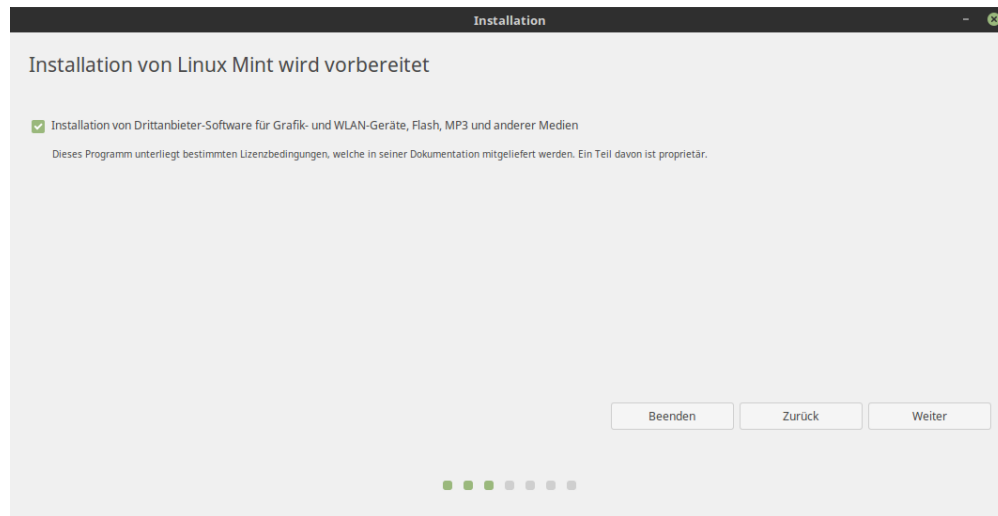 Installation
Installation von Linux Mint wird vorbereitet
Installation von Drittanbieter-Software für Grafik- und WLAN-Geräte, Flash, MP3 und anderer Medien
Dieses Programm unterliegt bestimmten Lizenzbedingungen, welche in seiner Dokumentation mitgeliefert werden. Ein Teil davon ist proprietär.
Beenden Zurück Weiter